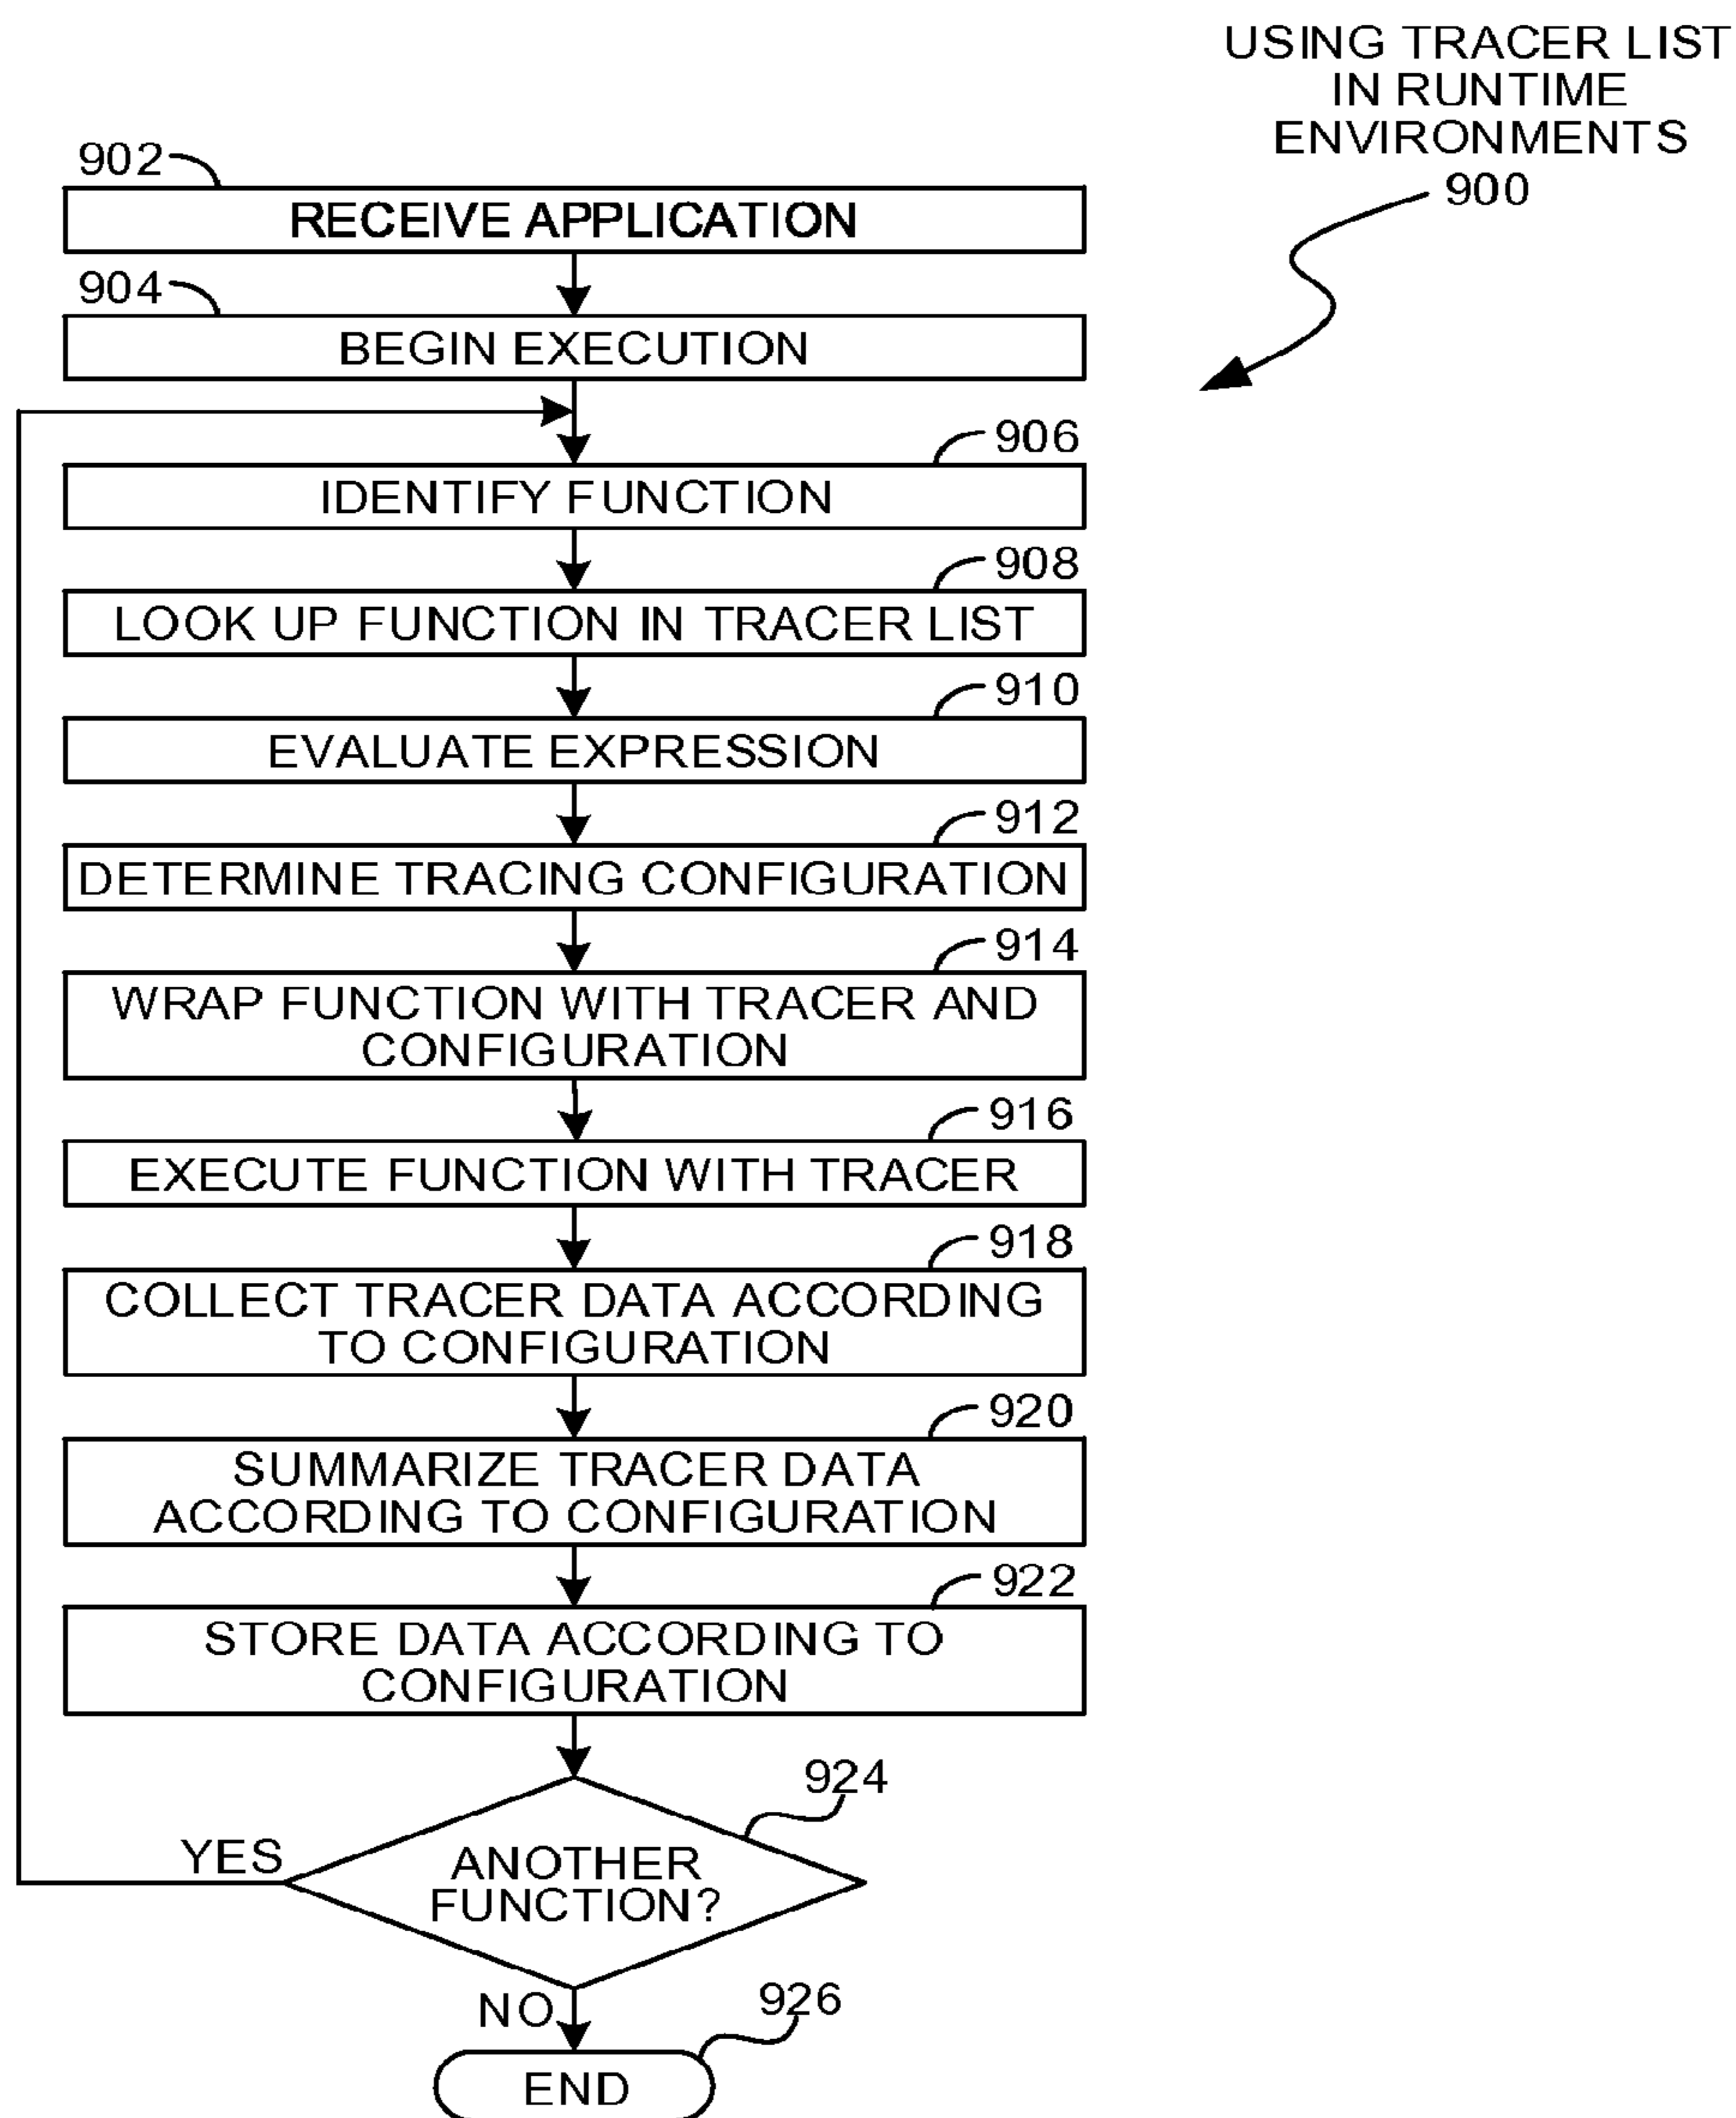 USING TRACER LIST
IN RUNTIME
ENVIRONMENTS
900
902
RECEIVE APPLICATION
904
BEGIN EXECUTION
906
IDENTIFY FUNCTION
908
LOOK UP FUNCTION IN TRACER LIST
910
EVALUATE EXPRESSION
912
DETERMINE TRACING CONFIGURATION
914
WRAP FUNCTION WITH TRACER AND
CONFIGURATION
916
EXECUTE FUNCTION WITH TRACER
918
COLLECT TRACER DATA ACCORDING
TO CONFIGURATION
920
SUMMARIZE TRACER DATA
ACCORDING TO CONFIGURATION
922
STORE DATA ACCORDING TO
CONFIGURATION
924
YES
ANOTHER
FUNCTION?
NO
926
END